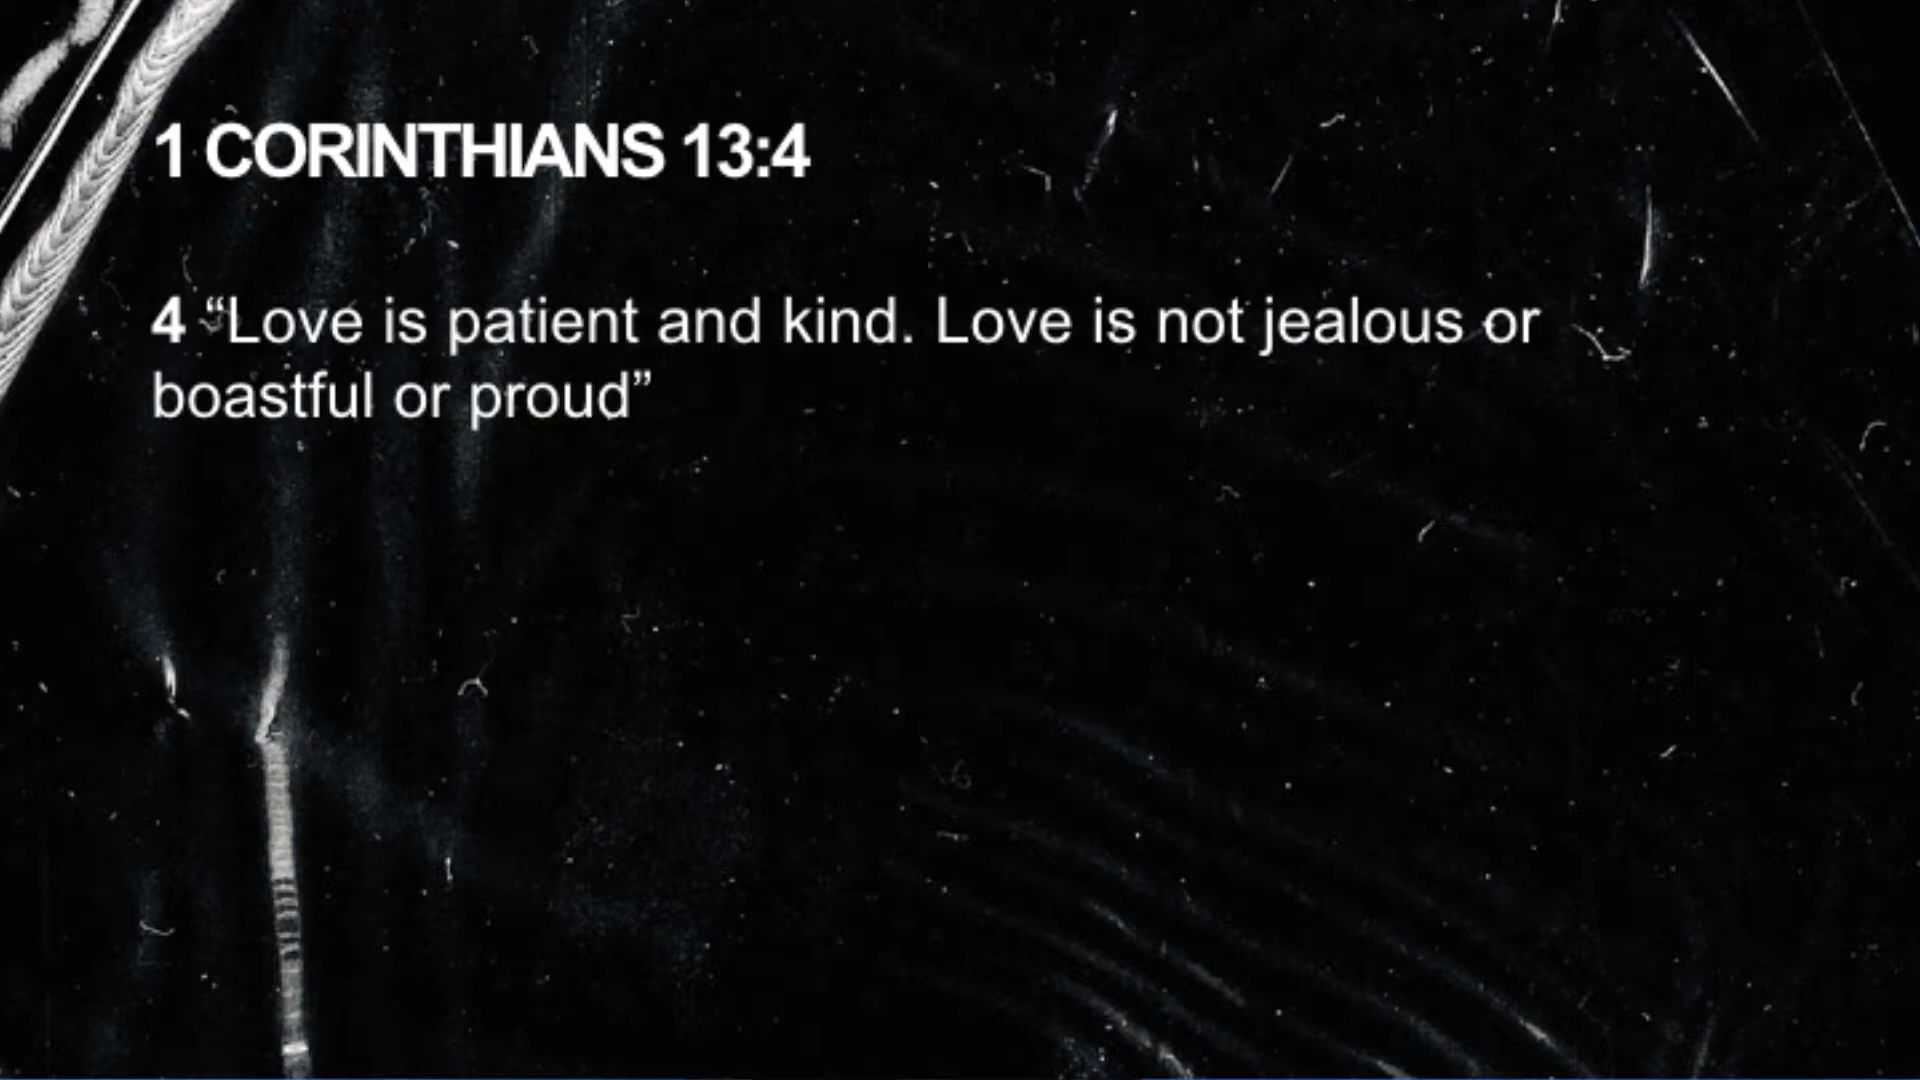 1 CORINTHIANS 13:4
4 “Love is patient and kind. Love is not jealous or
boastful or proud”